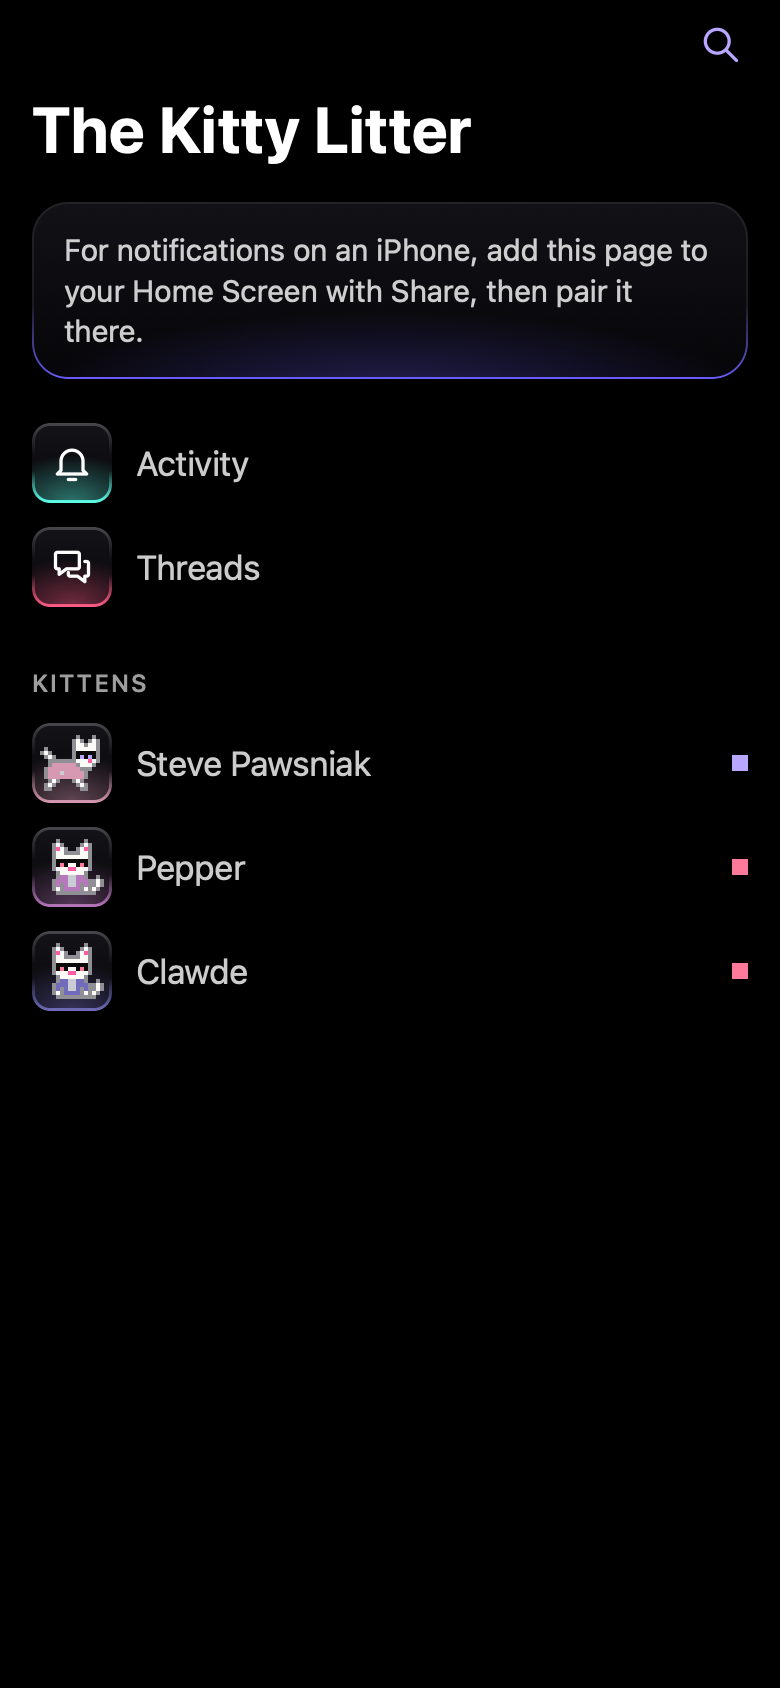 The Kitty Litter
For notifications on an iPhone, add this page to
your Home Screen with Share, then pair it
there.
Activity
Threads
KITTENS
Steve Pawsniak
Pepper
Clawde